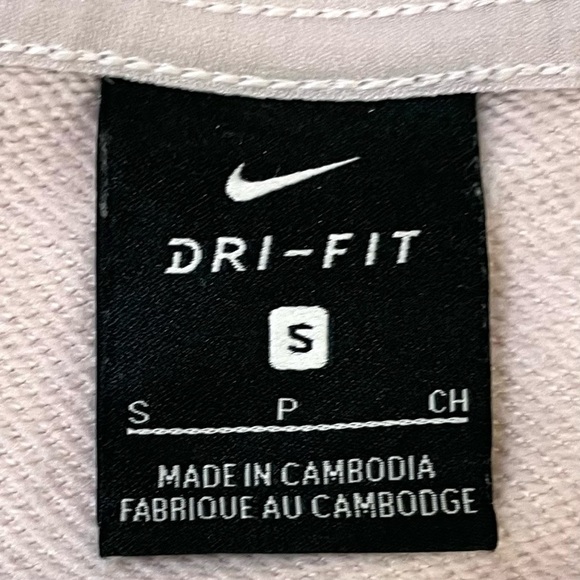 DRI-FIT
S
S P CH
MADE IN CAMBODIA
FABRIQUE AU CAMBODGE